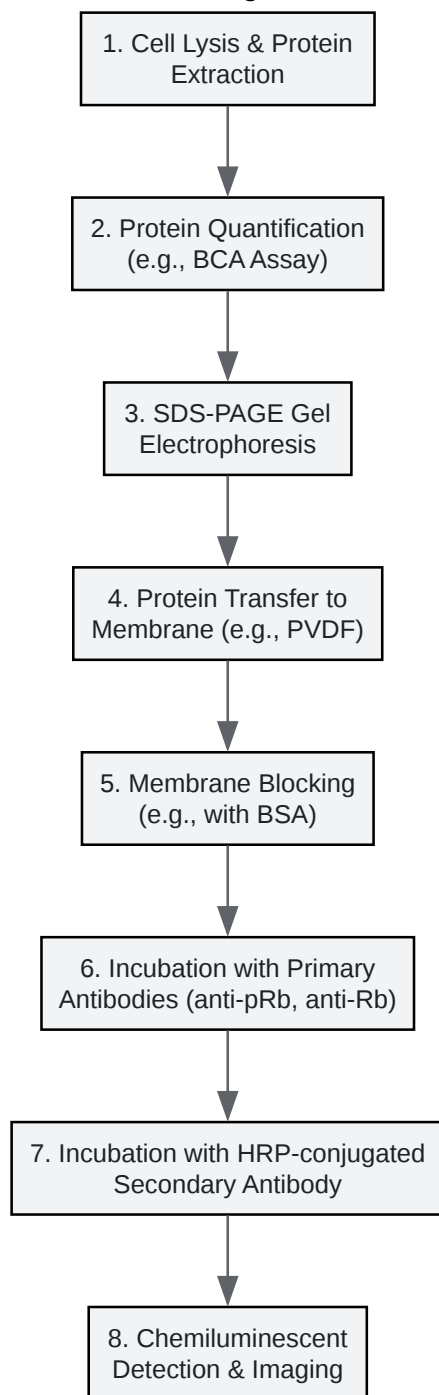 1. Cell Lysis & Protein
Extraction
2. Protein Quantification
(e.g., BCA Assay)
3. SDS-PAGE Gel
Electrophoresis
4. Protein Transfer to
Membrane (e.g., PVDF)
5. Membrane Blocking
(e.g., with BSA)
6. Incubation with Primary
Antibodies (anti-pRb, anti-Rb)
7. Incubation with HRP-conjugated
Secondary Antibody
8. Chemiluminescent
Detection & Imaging